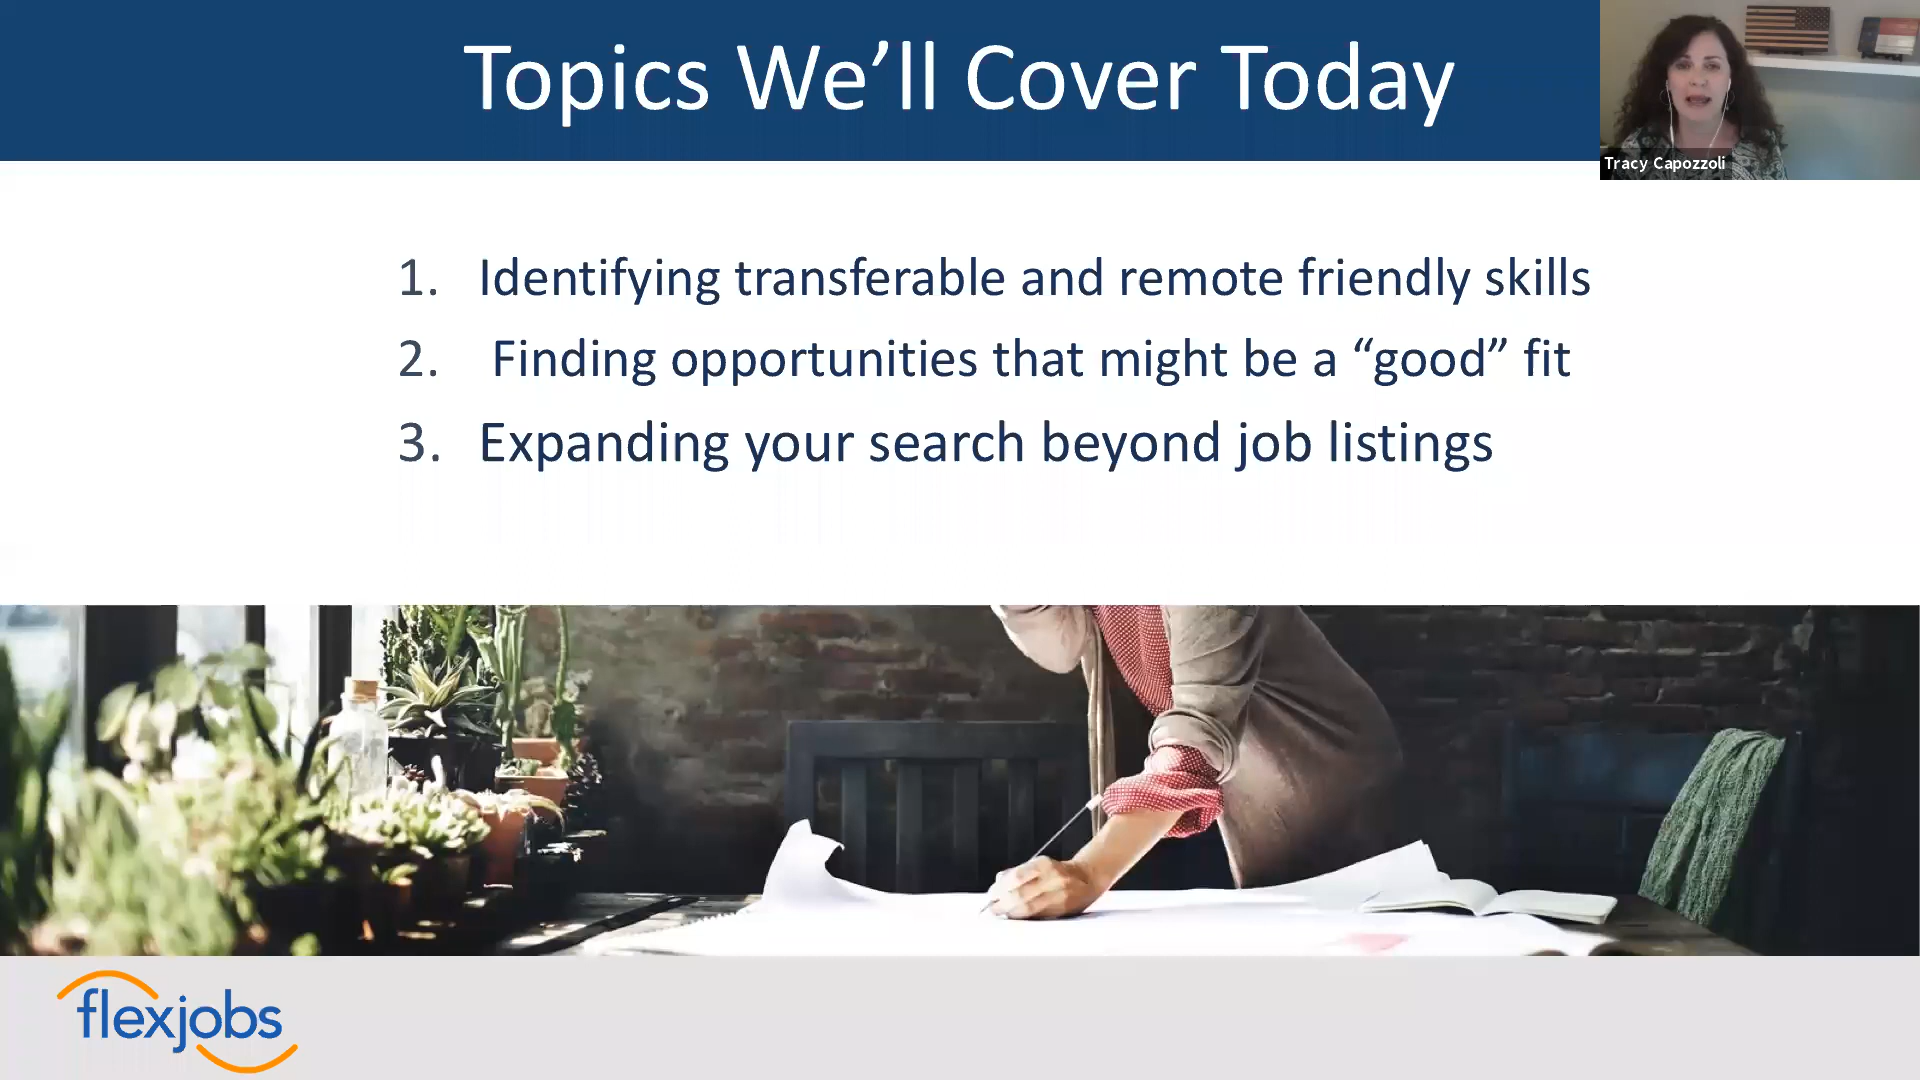 Topics We’ll Cover Today
Tracy Capozzoli
1. Identifying transferable and remote friendly skills
2. Finding opportunities that might be a “good” fit
3. Expanding your search beyond job listings
flexjobs